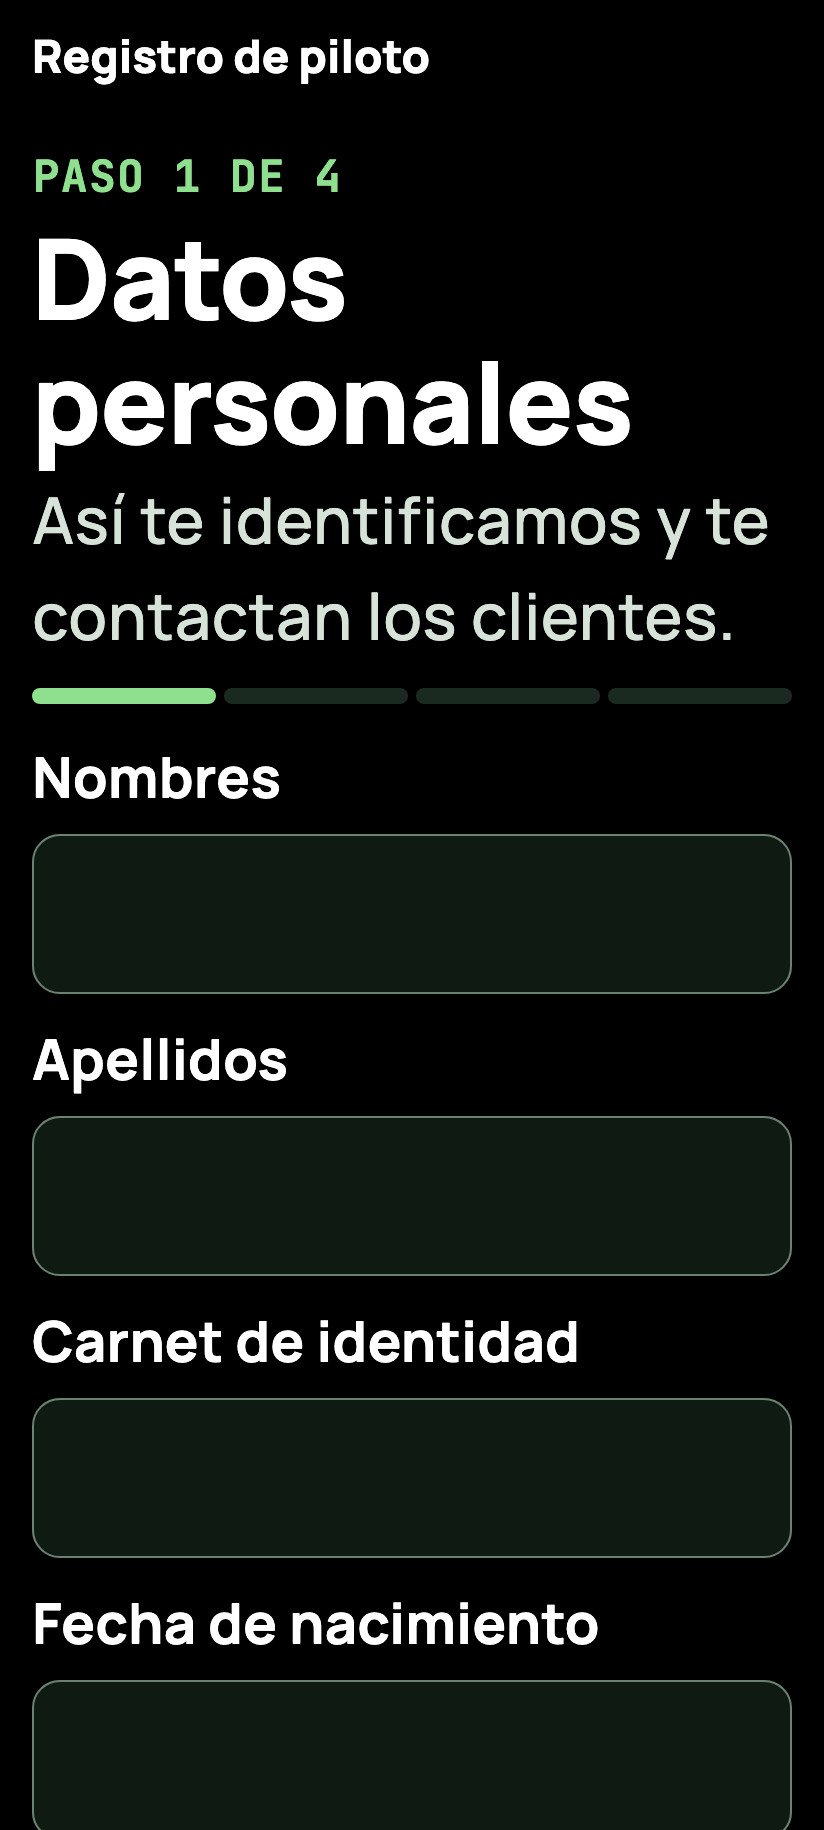 Registro de piloto
PASO 1 DE 4
Datos
personales
Así te identificamos y te
contactan los clientes.
Nombres
Apellidos
Carnet de identidad
Fecha de nacimiento